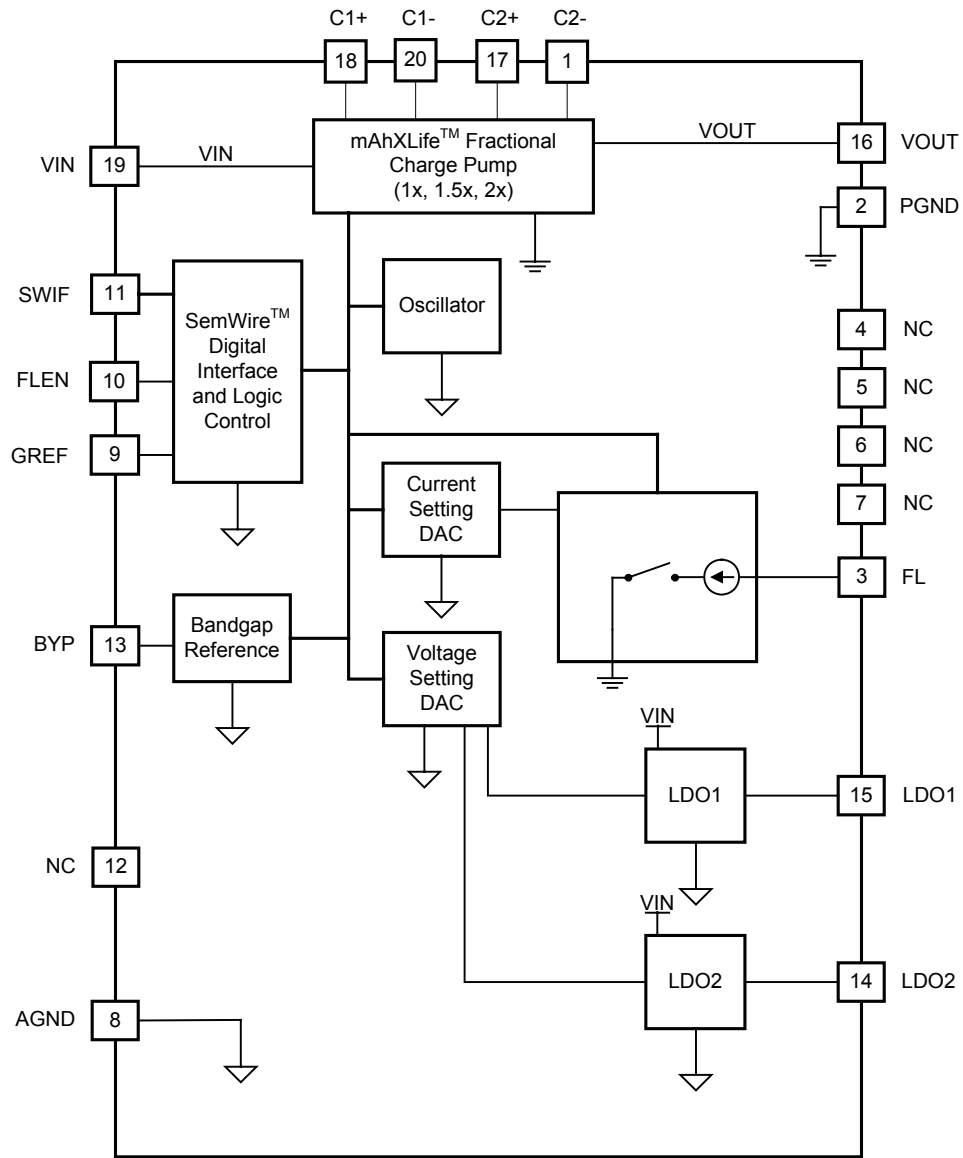 C1+ C1- C2+ C2-
18 20 17 1
mAhXLife™ Fractional
Charge Pump
(1x, 1.5x, 2x)
VIN 19 VIN
VOUT 16 VOUT
2 PGND
SWIF 11
FLEN 10
GREF 9
SemWire™
Digital
Interface
and Logic
Control
Oscillator
4 NC
5 NC
6 NC
7 NC
3 FL
Current
Setting
DAC
BYP 13
Bandgap
Reference
Voltage
Setting
DAC
VIN
LDO1
15 LDO1
NC 12
VIN
LDO2
14 LDO2
AGND 8